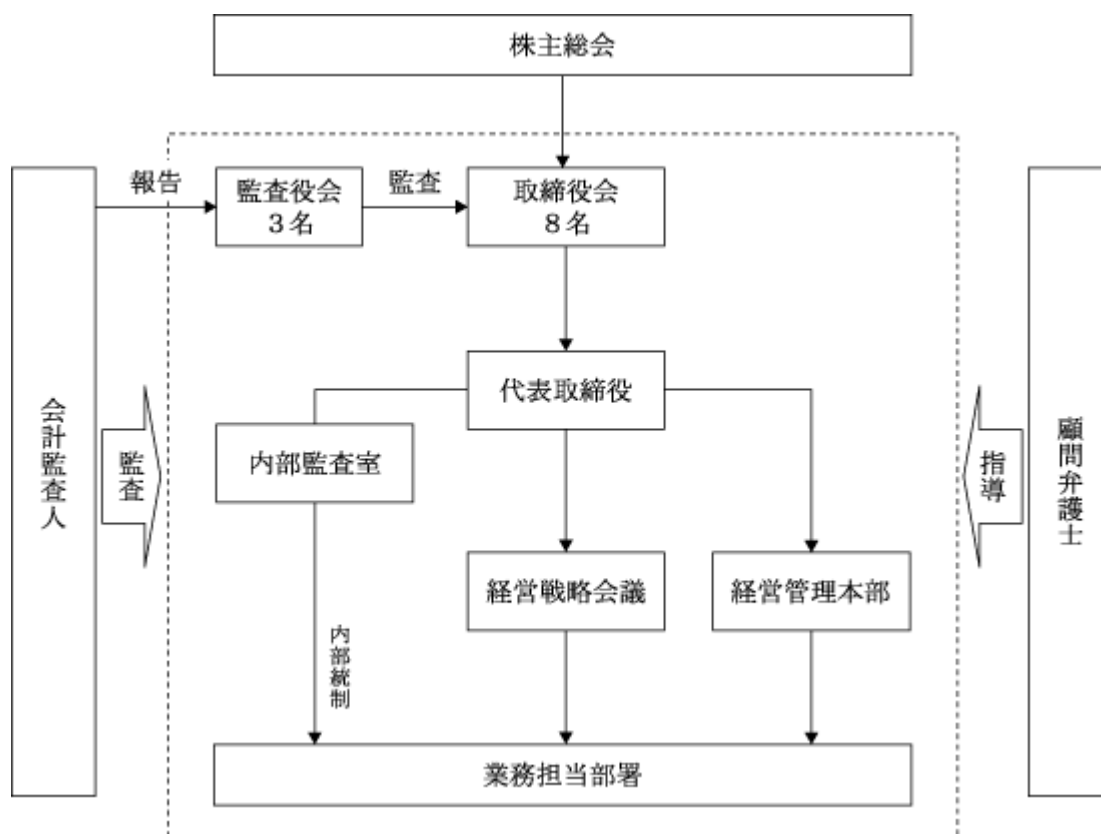 株主総会
報告
監査役会
3名
監査
取締役会
8名
代表取締役
内部監査室
会計監査人
監査
指導
顧問弁護士
経営戦略会議
経営管理本部
内部統制
業務担当部署